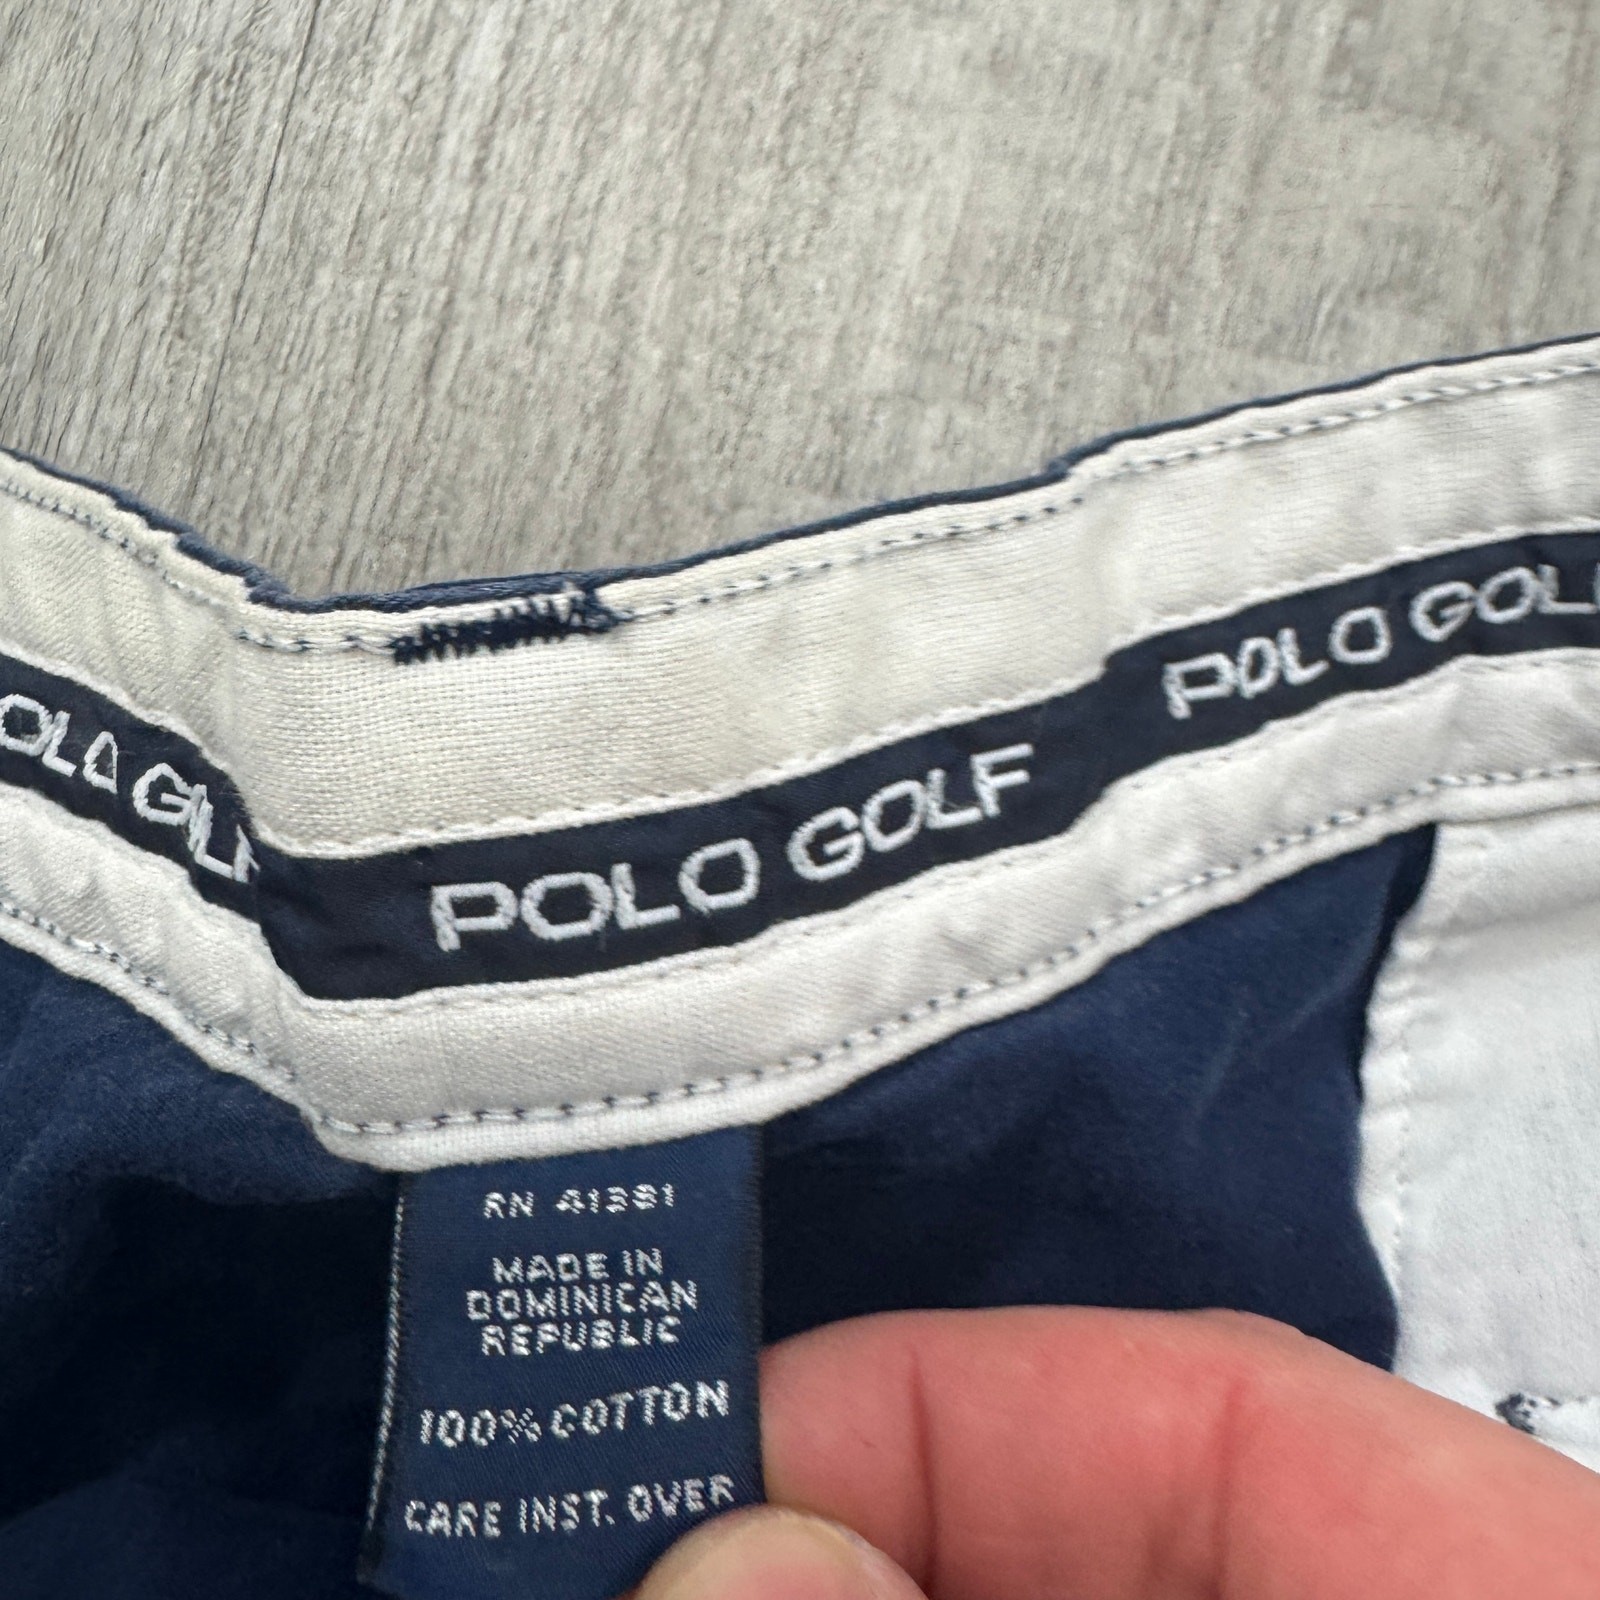 POLO GOLF
POLO GOLF
POLO GOLF
RN 41381
MADE IN
DOMINICAN
REPUBLIC
100% COTTON
CARE INST. OVER